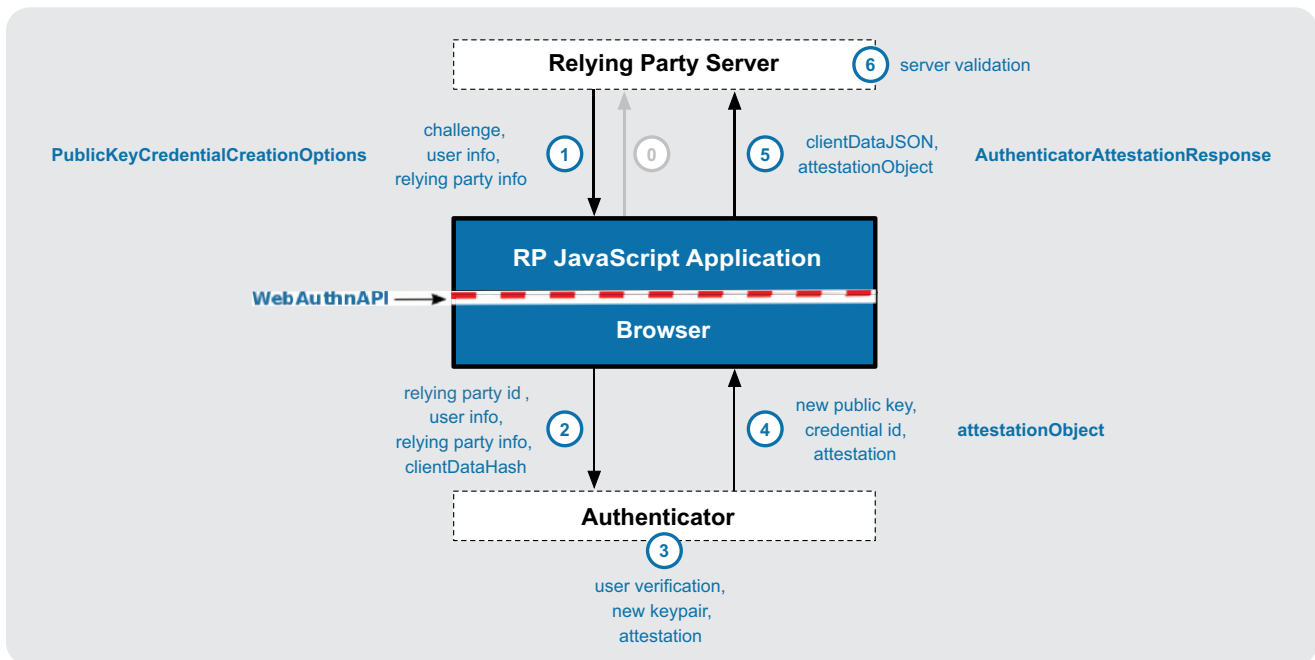 Relying Party Server
6
server validation
PublicKeyCredentialCreationOptions
challenge,
user info,
relying party info
1
0
5
clientDataJSON,
attestationObject
AuthenticatorAttestationResponse
RP JavaScript Application
WebAuthnAPI
Browser
relying party id ,
user info,
relying party info,
clientDataHash
2
4
new public key,
credential id,
attestation
attestationObject
Authenticator
3
user verification,
new keypair,
attestation